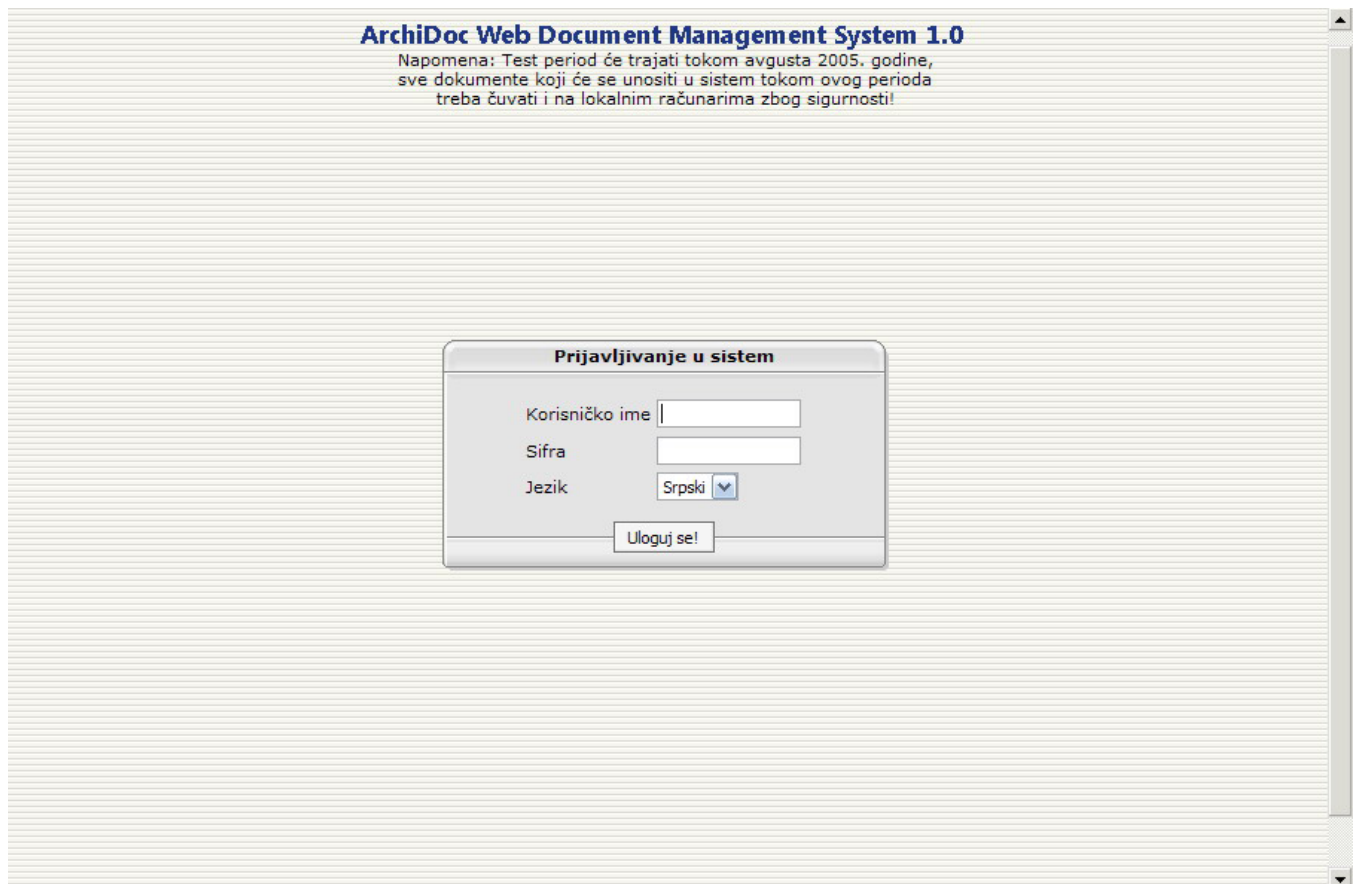 ArchiDoc Web Document Management System 1.0
Napomena: Test period će trajati tokom avgusta 2005. godine,
sve dokumente koji će se unositi u sistem tokom ovog perioda
treba čuvati i na lokalnim računarima zbog sigurnosti!
Prijavljivanje u sistem
Korisničko ime
Sifra
Jezik Srpski
Uloguj se!